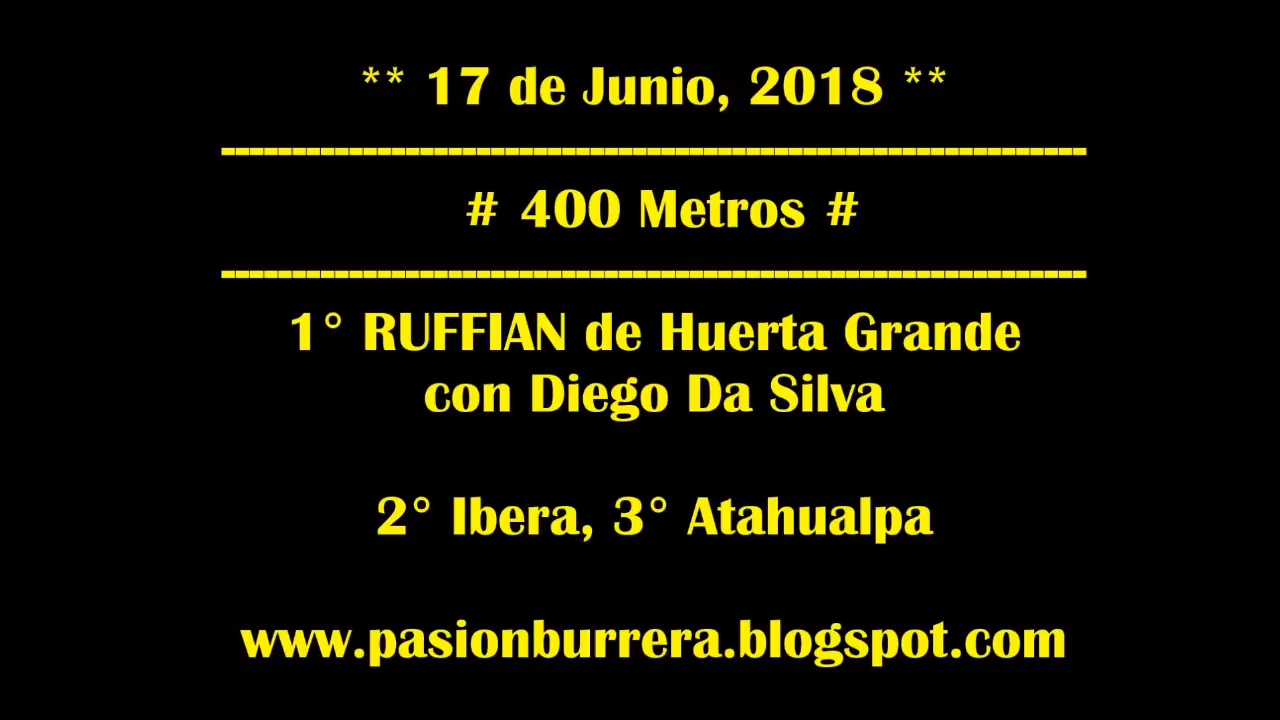 ** 17 de Junio, 2018 **
-------------------------------------------------------------
# 400 Metros #
-------------------------------------------------------------
1° RUFFIAN de Huerta Grande
con Diego Da Silva
2° Ibera, 3° Atahualpa
www.pasionburrera.blogspot.com